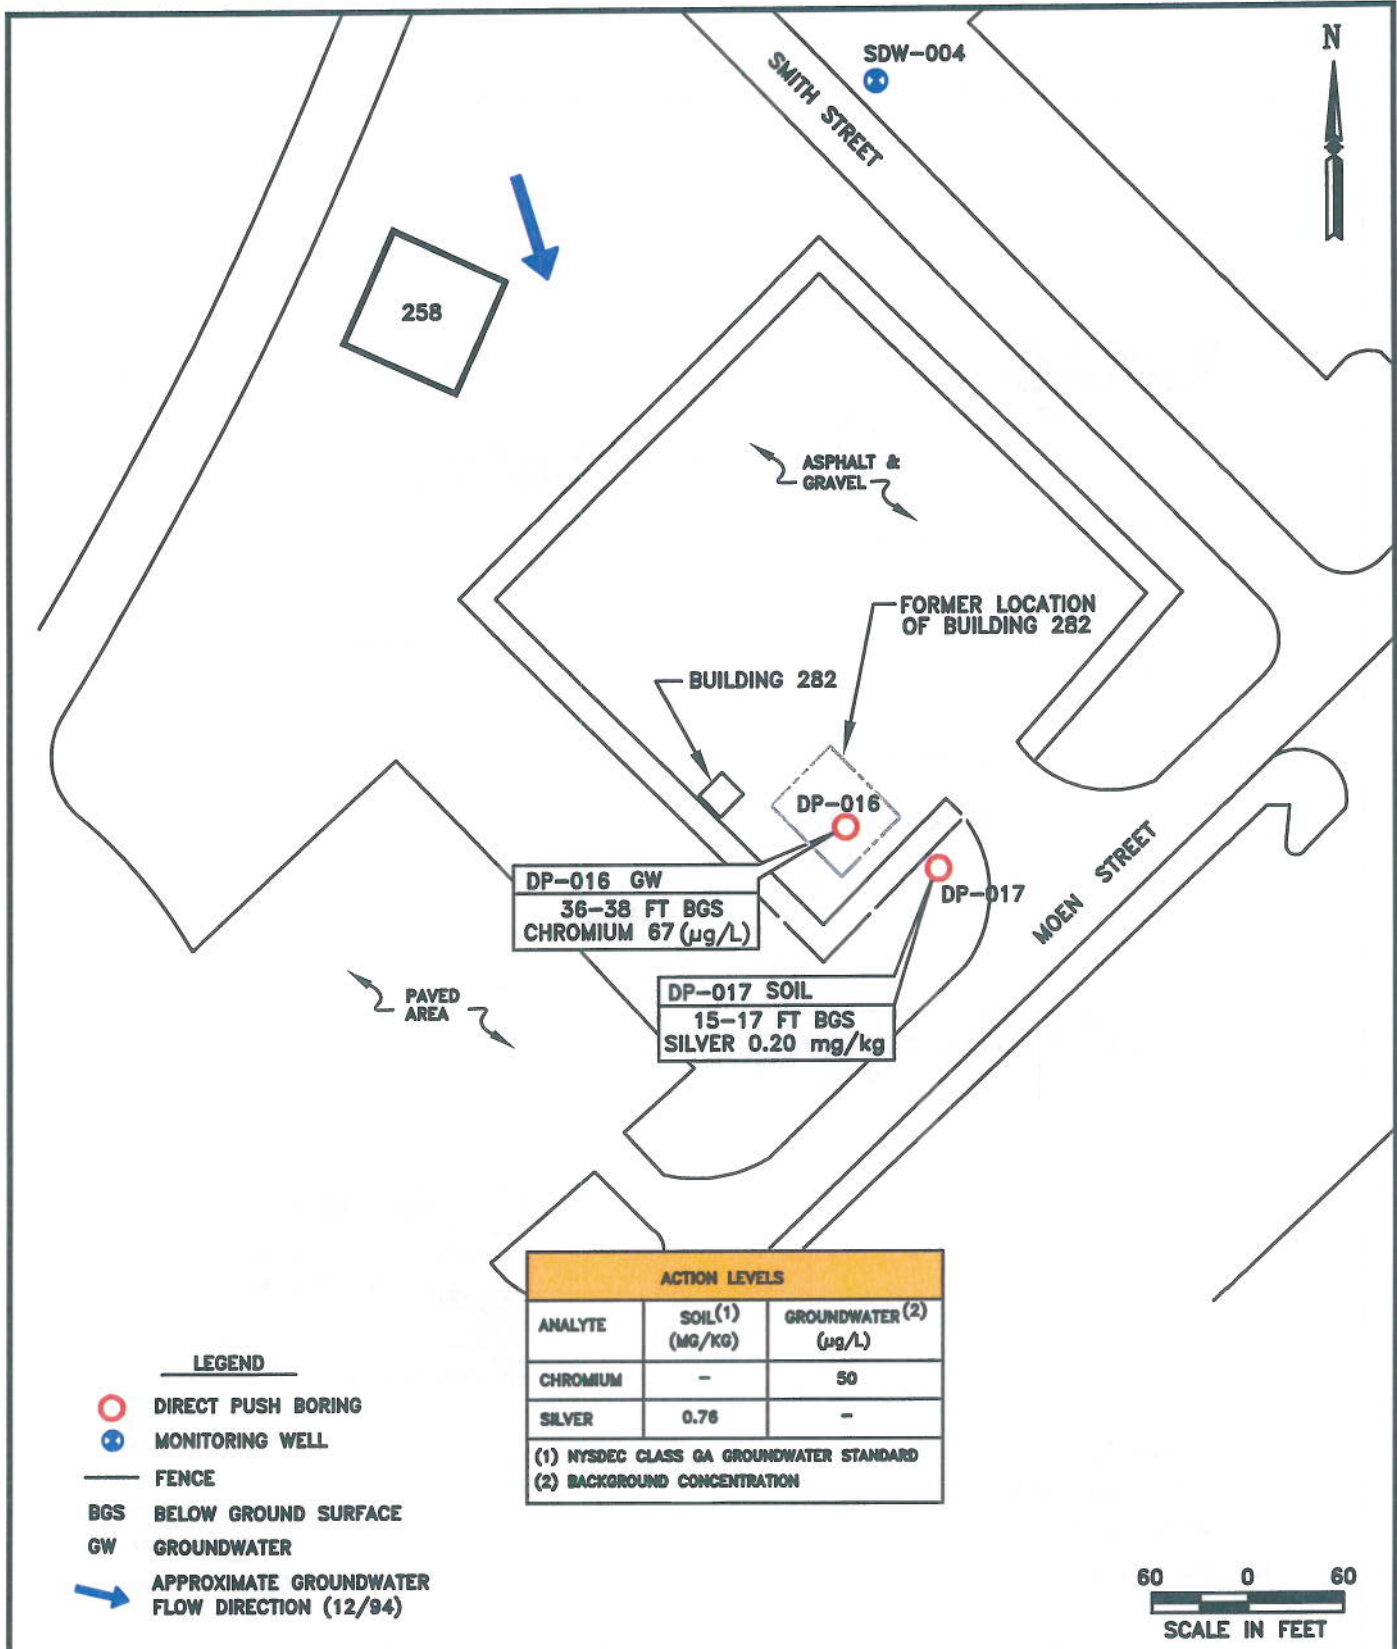 N
SDW-004
SMITH STREET
258
ASPHALT &
GRAVEL
FORMER LOCATION
OF BUILDING 282
BUILDING 282
DP-016
DP-016 GW
36-38 FT BGS
CHROMIUM 67 (µg/L)
DP-017
MOEN STREET
DP-017 SOIL
15-17 FT BGS
SILVER 0.20 mg/kg
PAVED
AREA
ACTION LEVELS
ANALYTE SOIL(1) (MG/KG) GROUNDWATER(2) (µg/L)
CHROMIUM - 50
SILVER 0.76 -
(1) NYSDEC CLASS GA GROUNDWATER STANDARD
(2) BACKGROUND CONCENTRATION
LEGEND
DIRECT PUSH BORING
MONITORING WELL
FENCE
BGS BELOW GROUND SURFACE
GW GROUNDWATER
APPROXIMATE GROUNDWATER
FLOW DIRECTION (12/94)
60 0 60
SCALE IN FEET